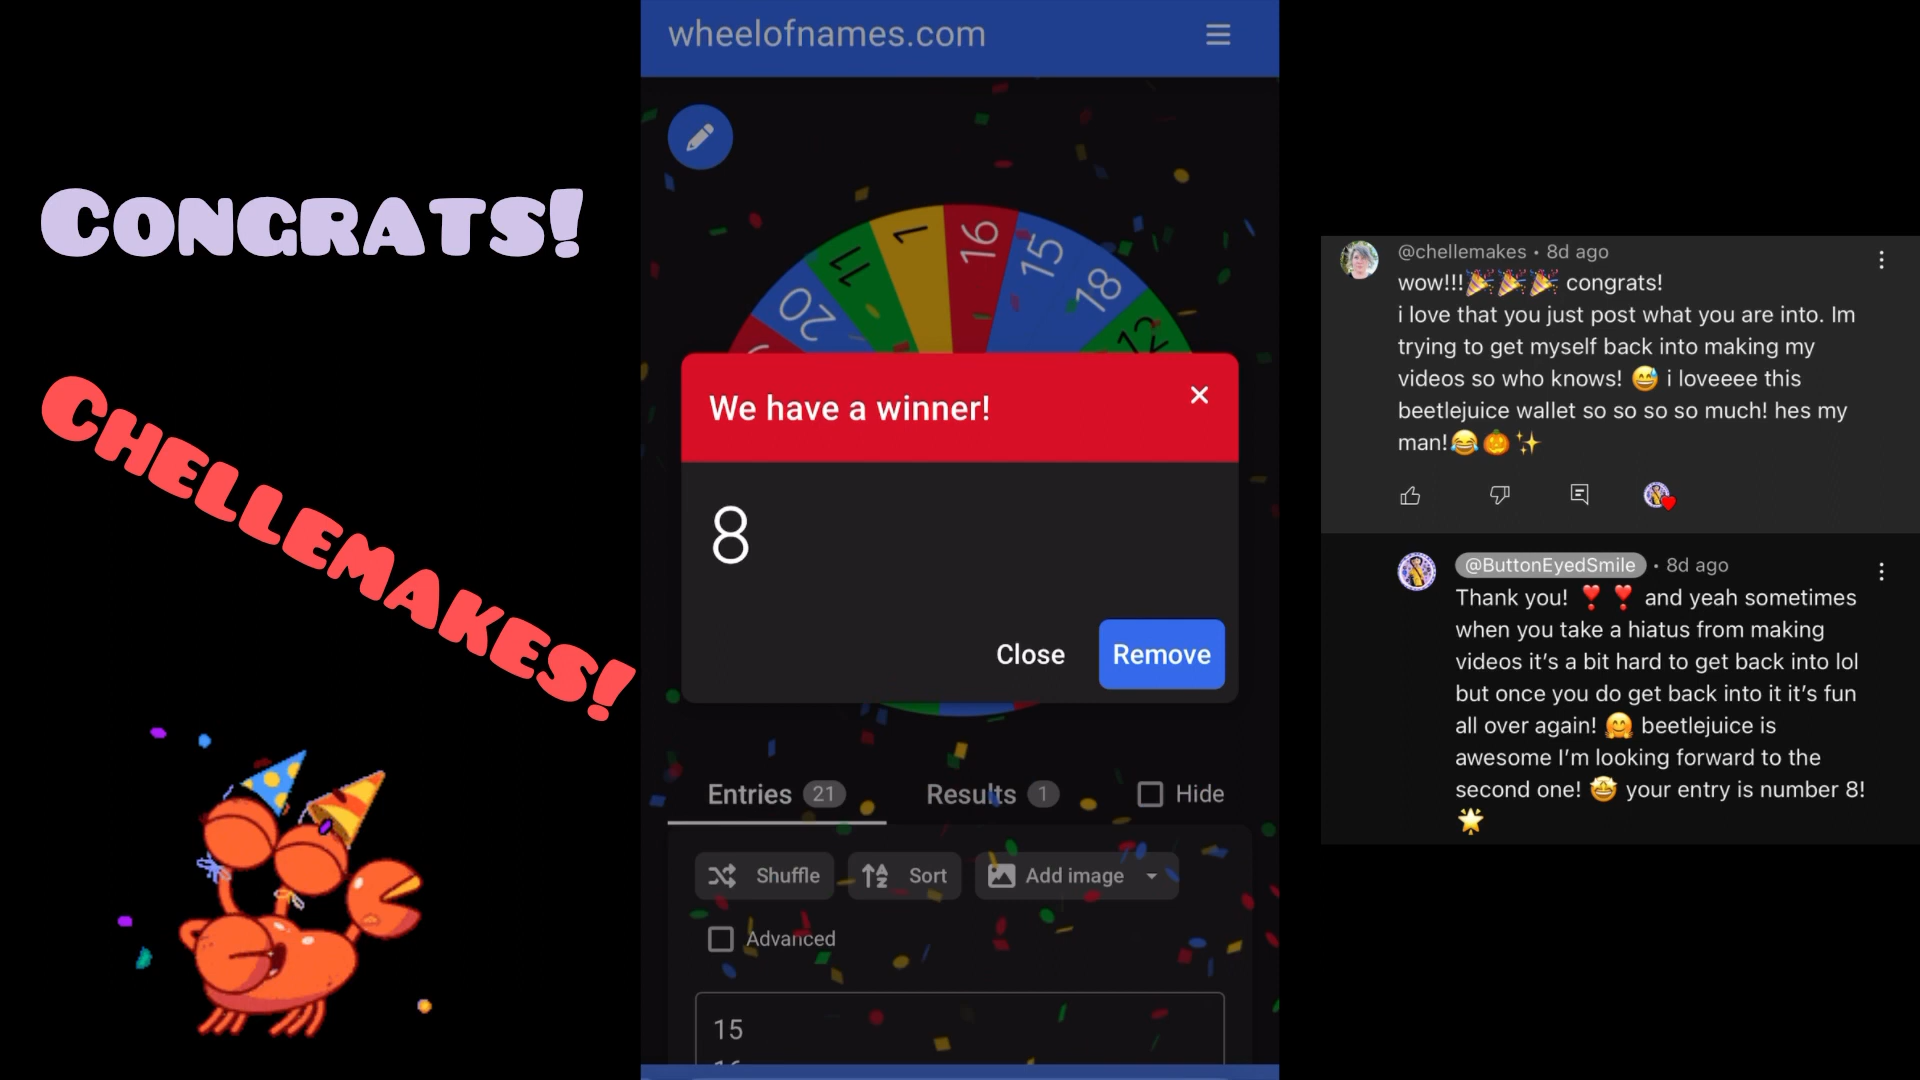 Congrats!
Chellemakes!
wheelofnames.com
20
11
1
16
15
18
12
We have a winner!
8
Close
Remove
Entries 21
Results 1
Hide
Shuffle
Sort
Add image
Advanced
15
@chellemakes • 8d ago
wow!!!🎉🎉🎉 congrats!
i love that you just post what you are into. Im
trying to get myself back into making my
videos so who knows! 😅 i loveeee this
beetlejuice wallet so so so so much! hes my
man!😂🎃✨
@ButtonEyedSmile • 8d ago
Thank you! ❣️ ❣️ and yeah sometimes
when you take a hiatus from making
videos it’s a bit hard to get back into lol
but once you do get back into it it’s fun
all over again! 🤗 beetlejuice is
awesome I’m looking forward to the
second one! 🤩 your entry is number 8!
🌟